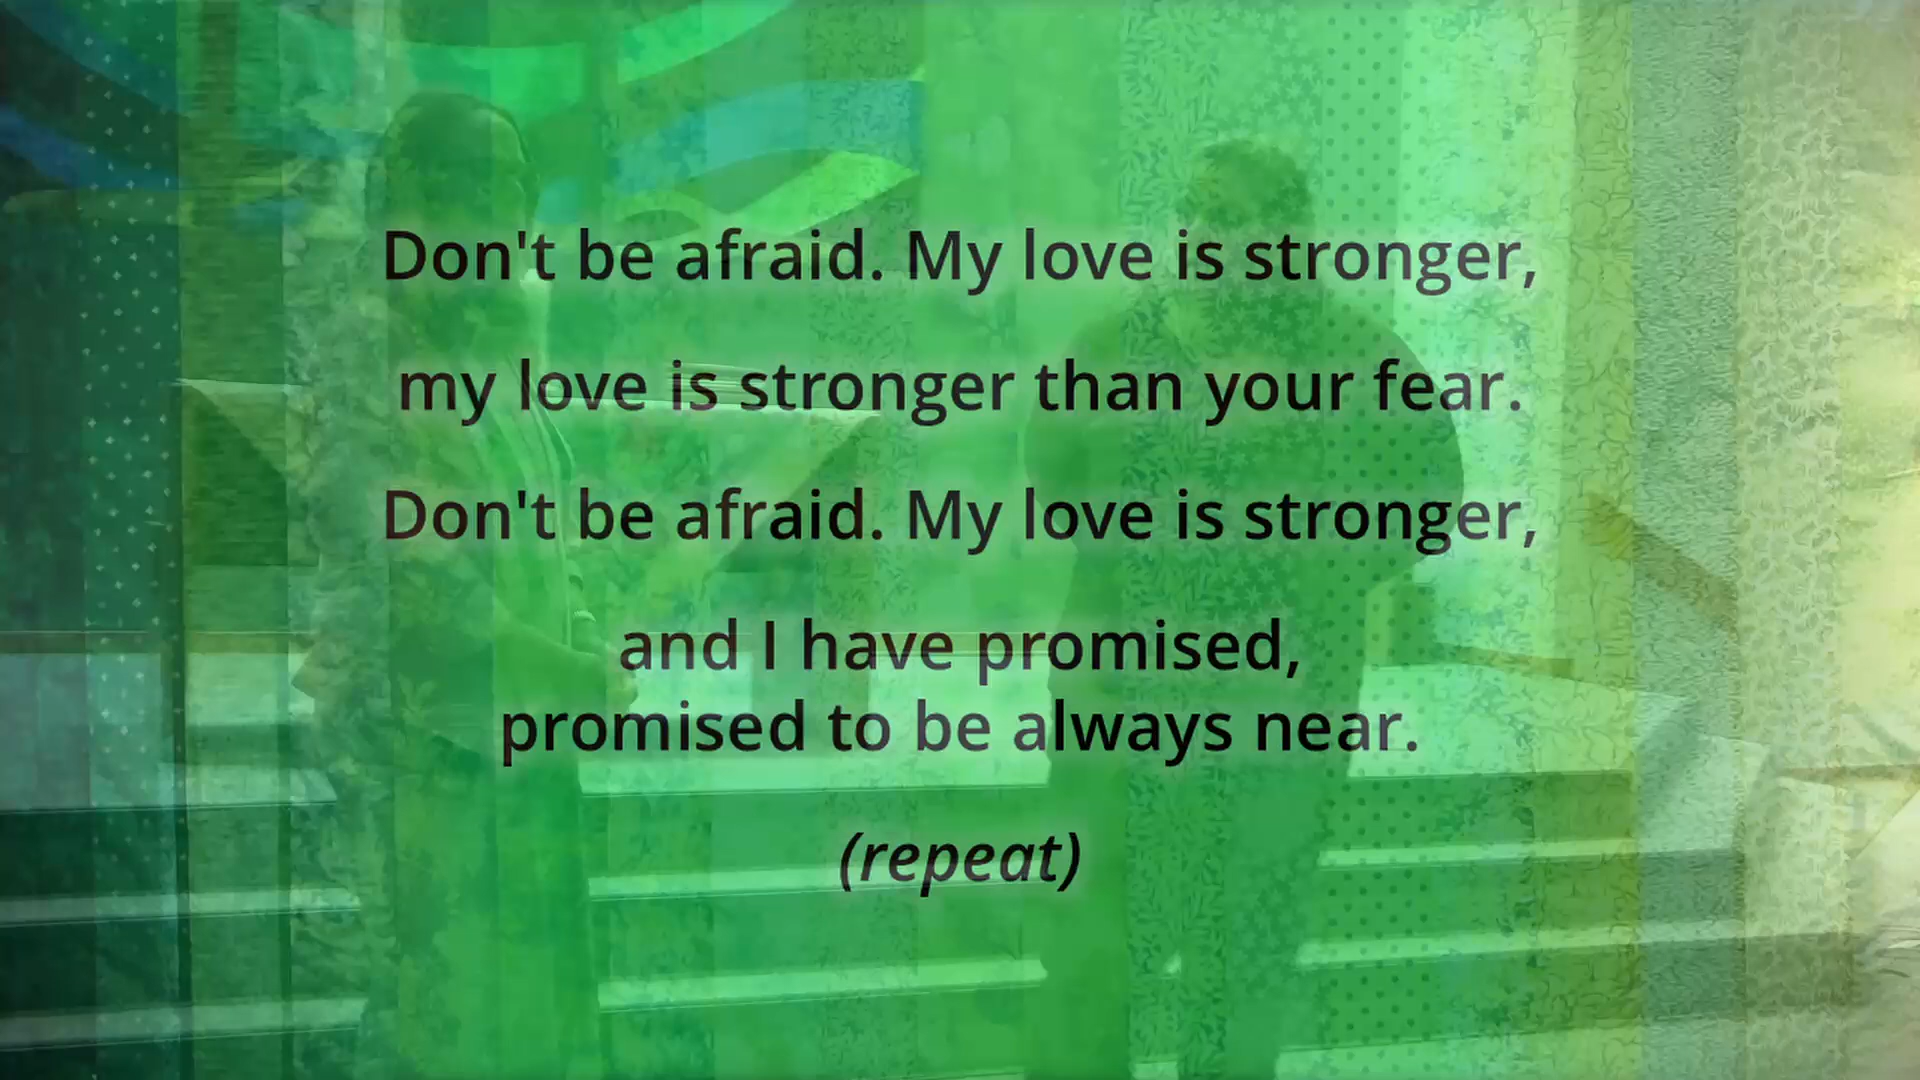 Don't be afraid. My love is stronger,
my love is stronger than your fear.
Don't be afraid. My love is stronger,
and I have promised,
promised to be always near.
(repeat)